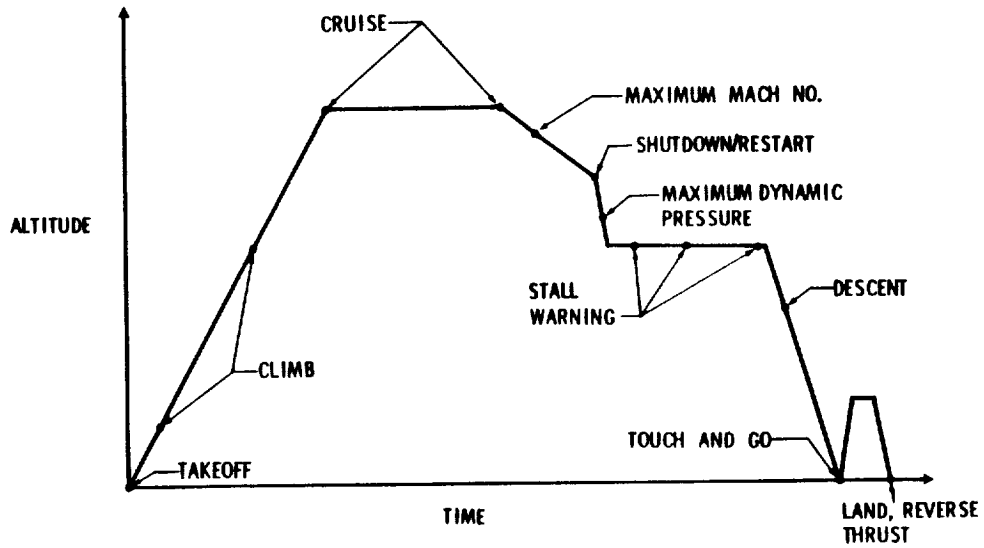 CRUISE
MAXIMUM MACH NO.
SHUTDOWN/RESTART
MAXIMUM DYNAMIC
PRESSURE
ALTITUDE
STALL
WARNING
DESCENT
CLIMB
TOUCH AND GO
TAKEOFF
TIME
LAND, REVERSE
THRUST